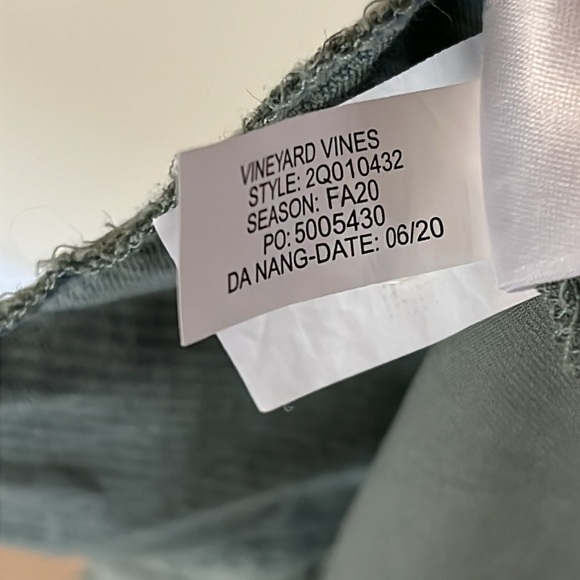 VINEYARD VINES
STYLE: 2Q010432
SEASON: FA20
PO: 5005430
DA NANG-DATE: 06/20